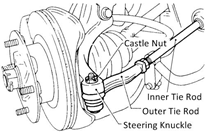 Castle Nut
Inner Tie Rod
Outer Tie Rod
Steering Knuckle